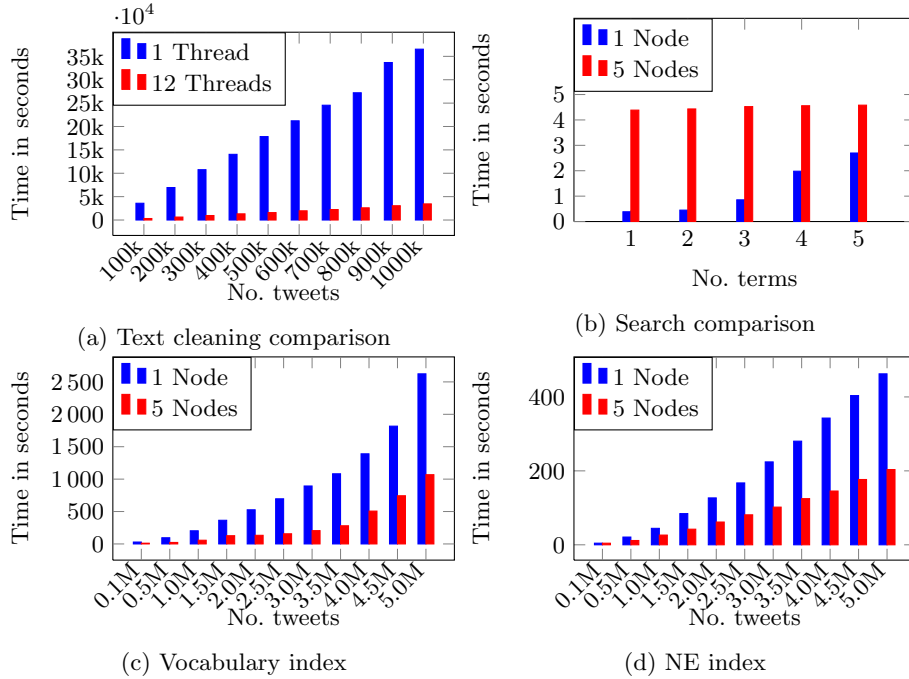 ·10⁴
Time in seconds
35k
30k
25k
20k
15k
10k
5k
0
1 Thread
12 Threads
100k
200k
300k
400k
500k
600k
700k
800k
900k
1000k
No. tweets
(a) Text cleaning comparison
Time in seconds
5
4
3
2
1
0
1 Node
5 Nodes
1
2
3
4
5
No. terms
(b) Search comparison
Time in seconds
2 500
2 000
1 500
1 000
500
0
1 Node
5 Nodes
0.1M
0.5M
1.0M
1.5M
2.0M
2.5M
3.0M
3.5M
4.0M
4.5M
5.0M
No. tweets
(c) Vocabulary index
Time in seconds
400
200
0
1 Node
5 Nodes
0.1M
0.5M
1.0M
1.5M
2.0M
2.5M
3.0M
3.5M
4.0M
4.5M
5.0M
No. tweets
(d) NE index